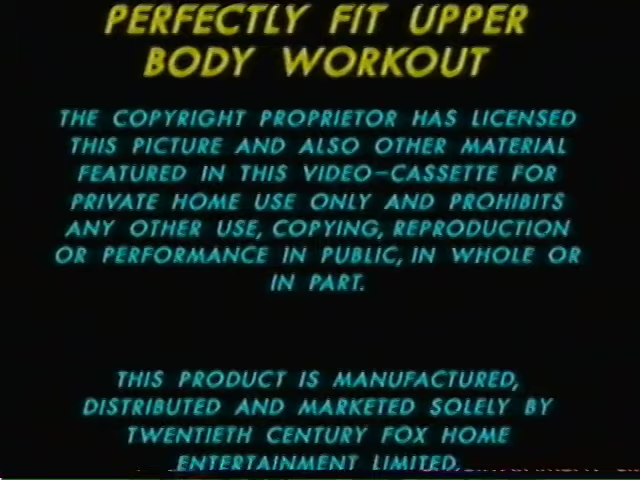 PERFECTLY FIT UPPER
BODY WORKOUT
THE COPYRIGHT PROPRIETOR HAS LICENSED
THIS PICTURE AND ALSO OTHER MATERIAL
FEATURED IN THIS VIDEO-CASSETTE FOR
PRIVATE HOME USE ONLY AND PROHIBITS
ANY OTHER USE, COPYING, REPRODUCTION
OR PERFORMANCE IN PUBLIC, IN WHOLE OR
IN PART.
THIS PRODUCT IS MANUFACTURED,
DISTRIBUTED AND MARKETED SOLELY BY
TWENTIETH CENTURY FOX HOME
ENTERTAINMENT LIMITED.